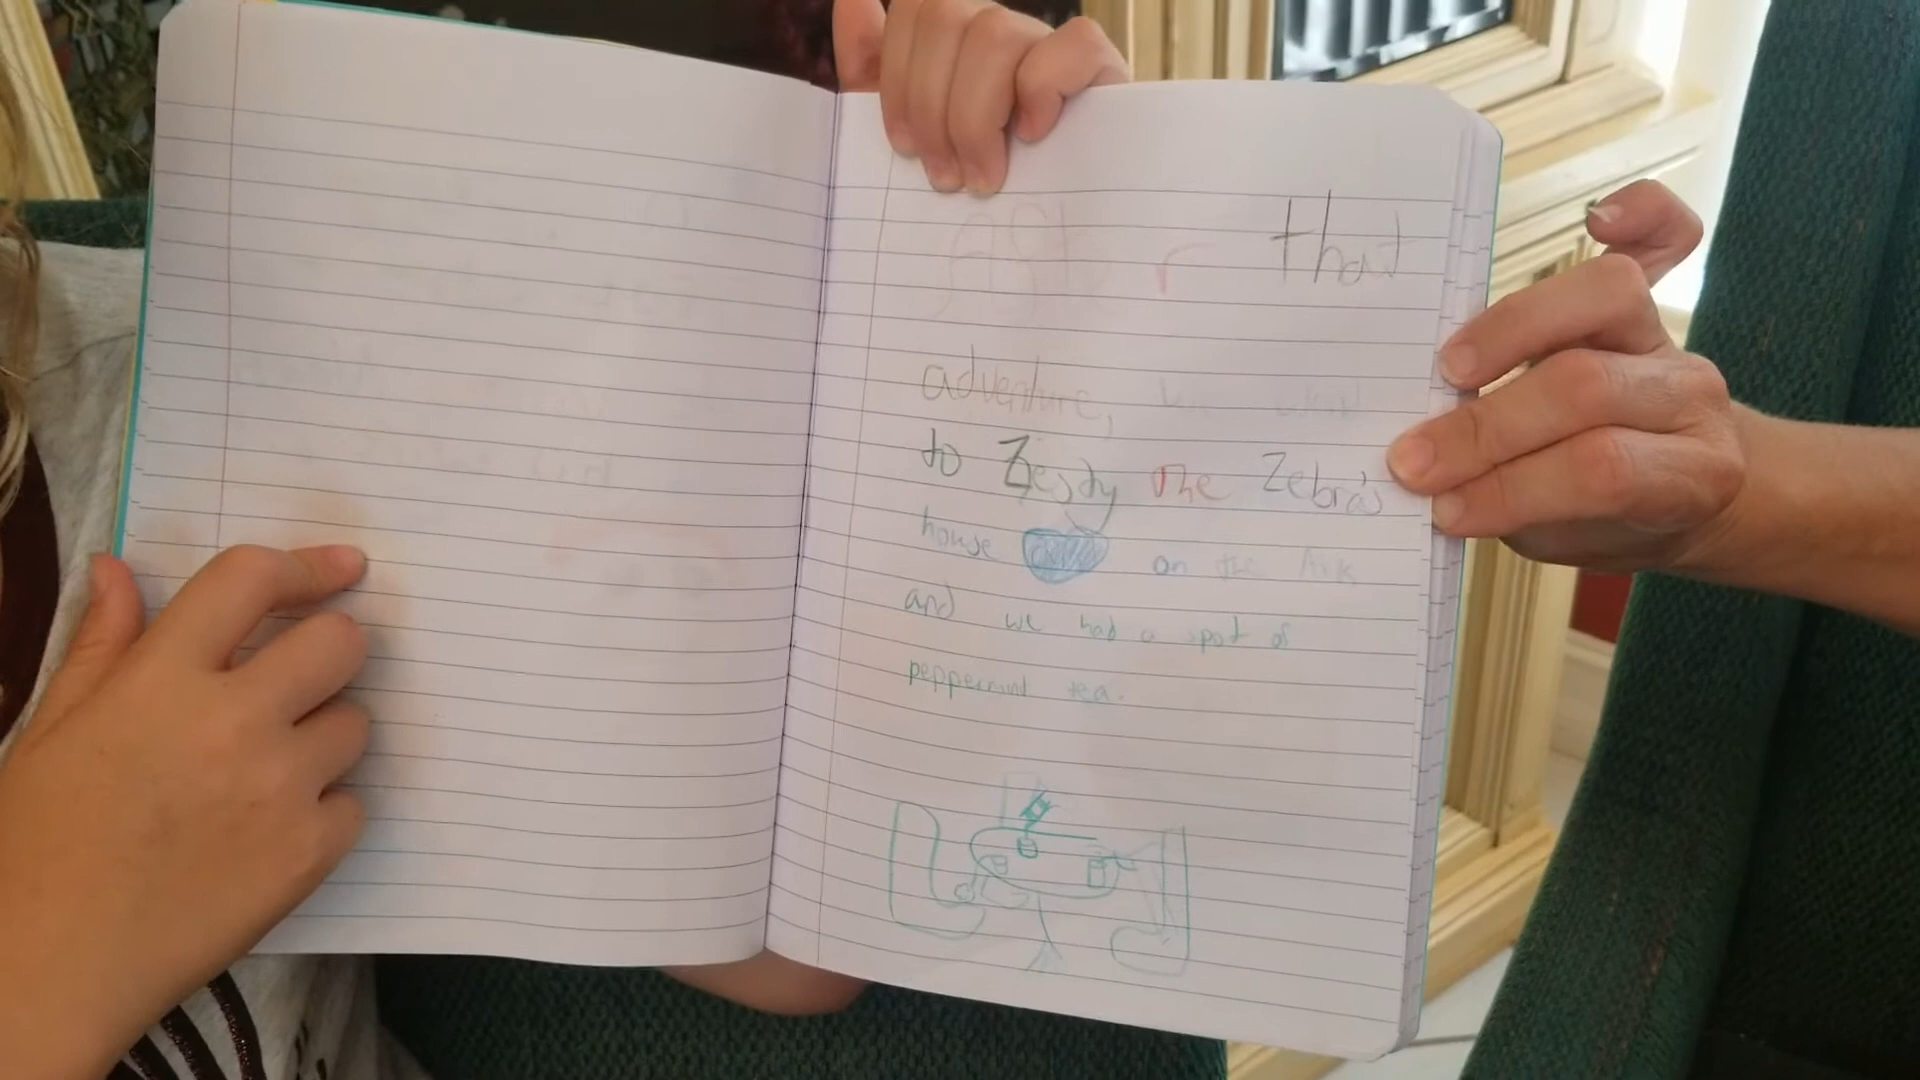 After that
adventure, we went
to Zesty the Zebra's
house on the Ark
and we had a spot of
peppermint tea.